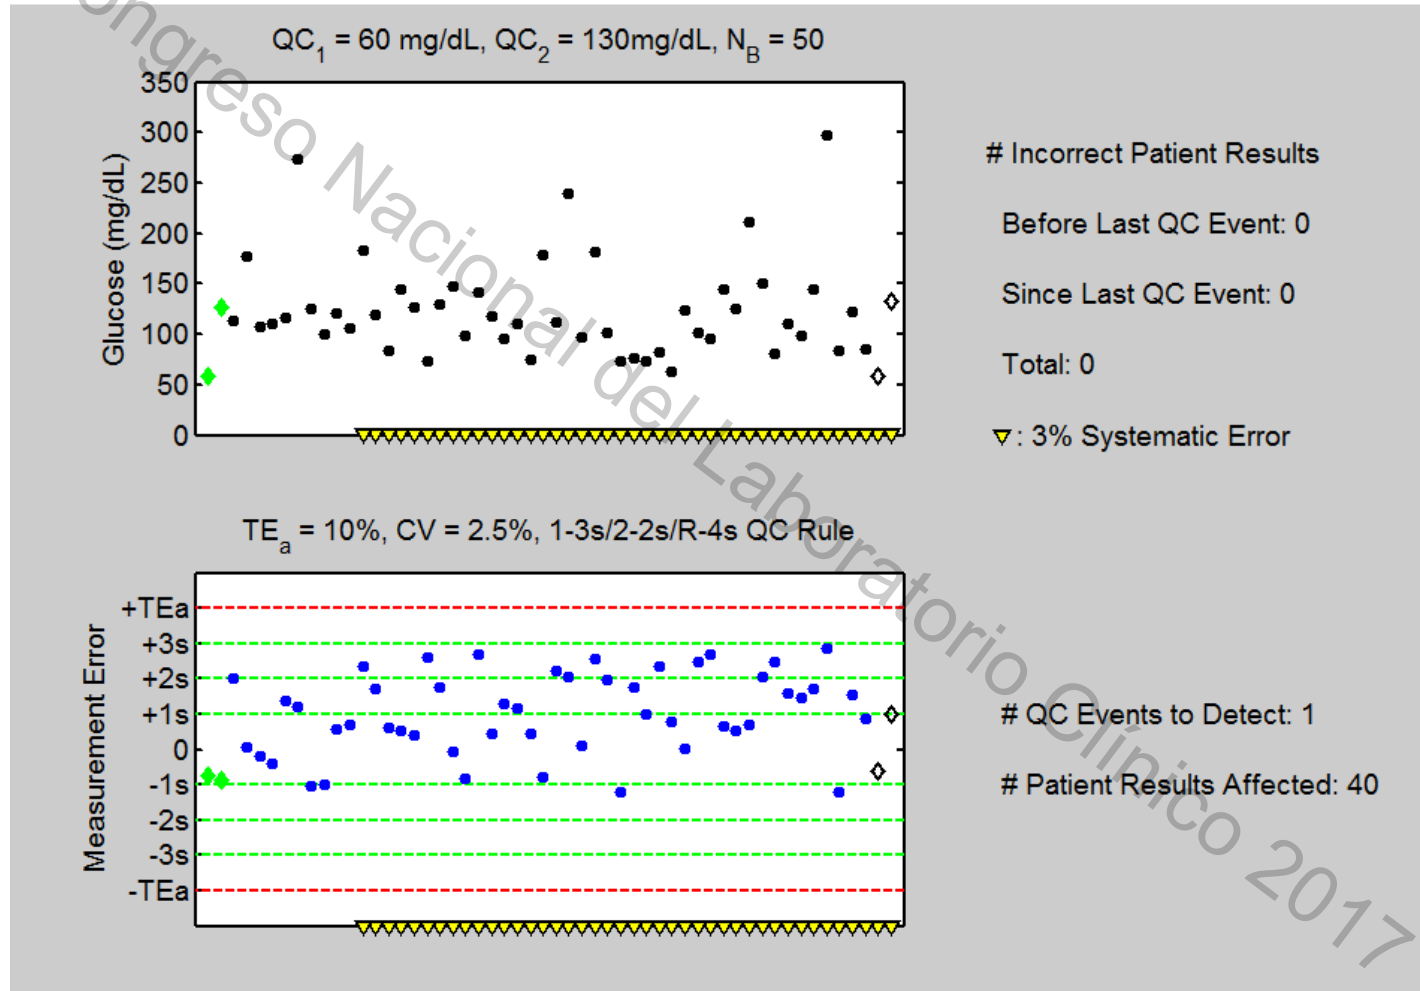 QC1 = 60 mg/dL, QC2 = 130mg/dL, NB = 50
350
300
250
200
150
100
50
0
Glucose (mg/dL)
# Incorrect Patient Results
Before Last QC Event: 0
Since Last QC Event: 0
Total: 0
: 3% Systematic Error
TEa = 10%, CV = 2.5%, 1-3s/2-2s/R-4s QC Rule
+TEa
+3s
+2s
+1s
0
-1s
-2s
-3s
-TEa
Measurement Error
# QC Events to Detect: 1
# Patient Results Affected: 40
ongreso Nacional del Laboratorio Clínico 2017